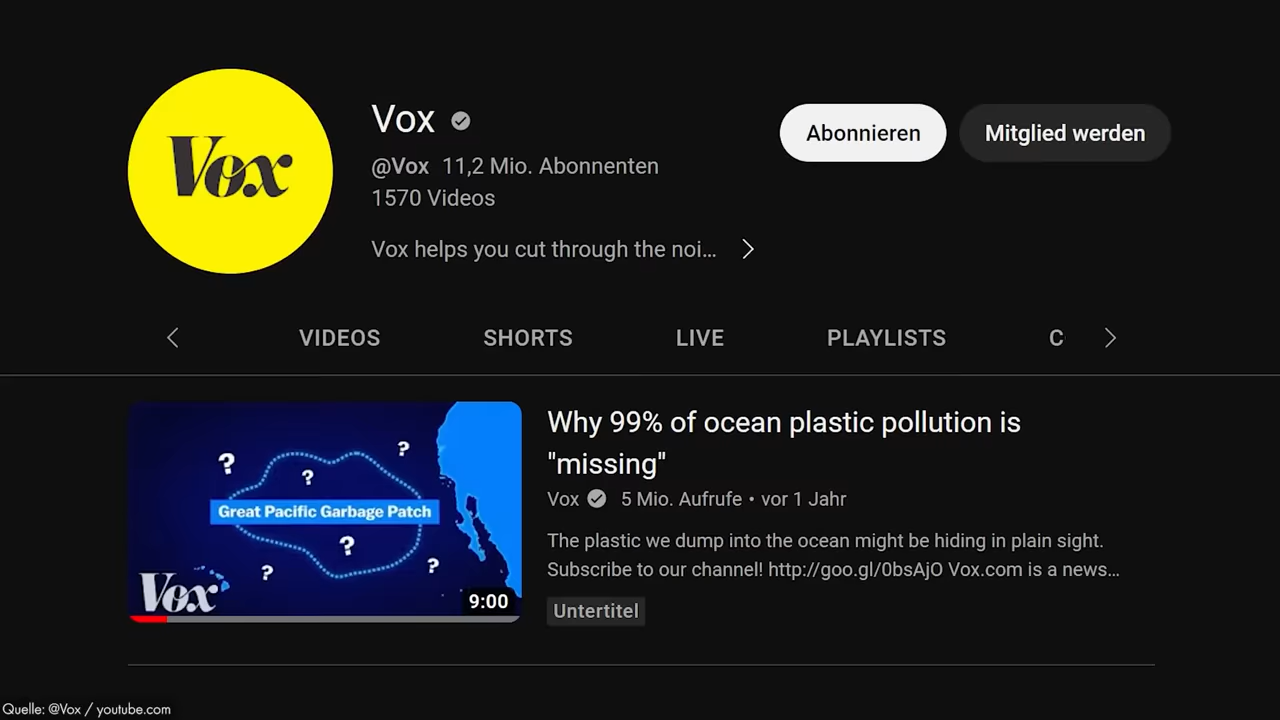 Vox
Vox
@Vox 11,2 Mio. Abonnenten
1570 Videos
Vox helps you cut through the noi...
Abonnieren
Mitglied werden
VIDEOS
SHORTS
LIVE
PLAYLISTS
C
? ? ?
Great Pacific Garbage Patch
? ? ?
Vox
9:00
Why 99% of ocean plastic pollution is
"missing"
Vox 5 Mio. Aufrufe • vor 1 Jahr
The plastic we dump into the ocean might be hiding in plain sight.
Subscribe to our channel! http://goo.gl/0bsAjO Vox.com is a news...
Untertitel
Quelle: @Vox / youtube.com